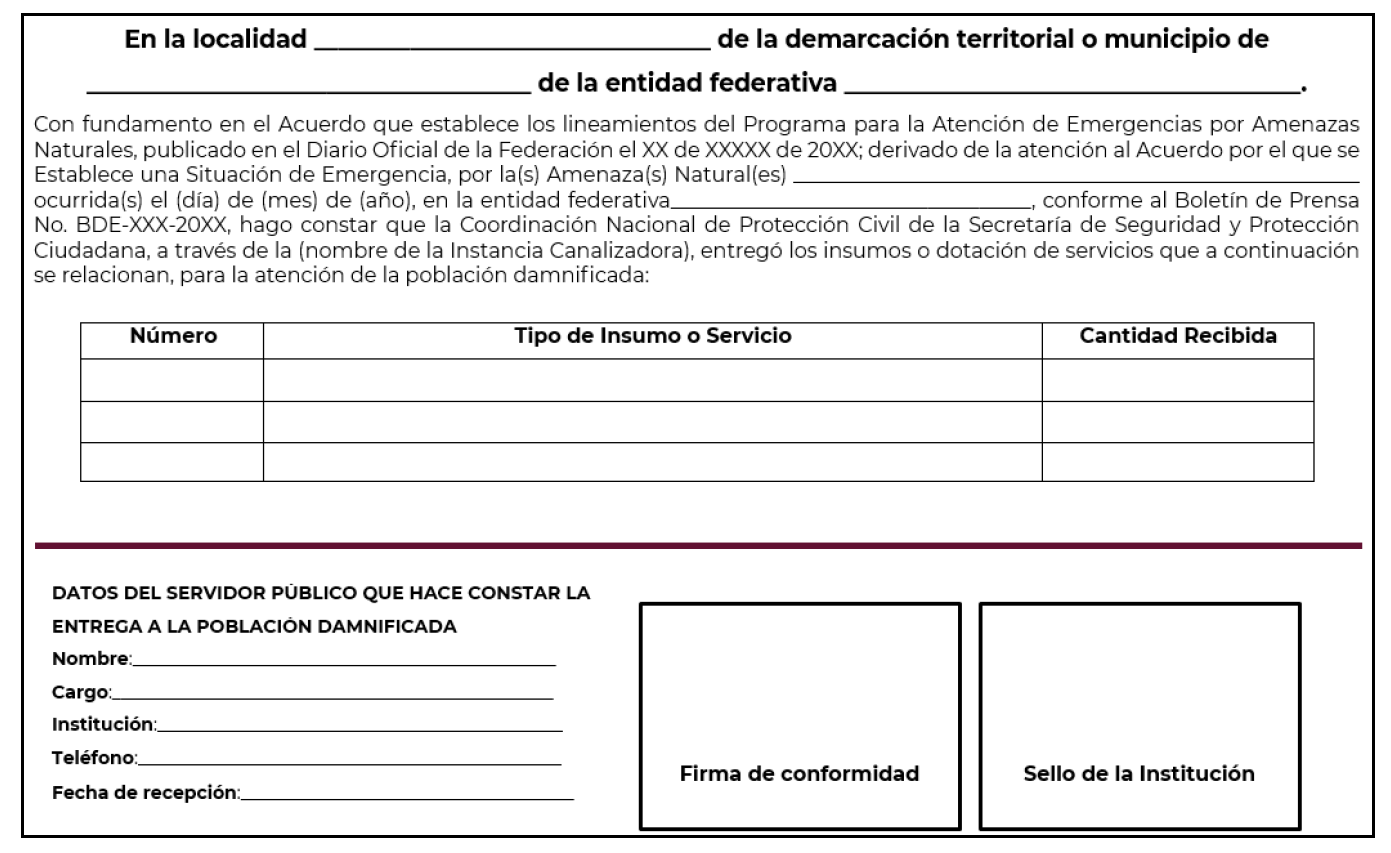 En la localidad ______________________________ de la demarcación territorial o municipio de
__________________________________ de la entidad federativa ___________________________________.
Con fundamento en el Acuerdo que establece los lineamientos del Programa para la Atención de Emergencias por Amenazas
Naturales, publicado en el Diario Oficial de la Federación el XX de XXXXX de 20XX; derivado de la atención al Acuerdo por el que se
Establece una Situación de Emergencia, por la(s) Amenaza(s) Natural(es) ______________________________________________
ocurrida(s) el (día) de (mes) de (año), en la entidad federativa______________________________, conforme al Boletín de Prensa
No. BDE-XXX-20XX, hago constar que la Coordinación Nacional de Protección Civil de la Secretaría de Seguridad y Protección
Ciudadana, a través de la (nombre de la Instancia Canalizadora), entregó los insumos o dotación de servicios que a continuación
se relacionan, para la atención de la población damnificada:
Número Tipo de Insumo o Servicio Cantidad Recibida
DATOS DEL SERVIDOR PÚBLICO QUE HACE CONSTAR LA
ENTREGA A LA POBLACIÓN DAMNIFICADA
Nombre:__________________________________________
Cargo:____________________________________________
Institución:________________________________________
Teléfono:__________________________________________
Fecha de recepción:_________________________________
Firma de conformidad
Sello de la Institución